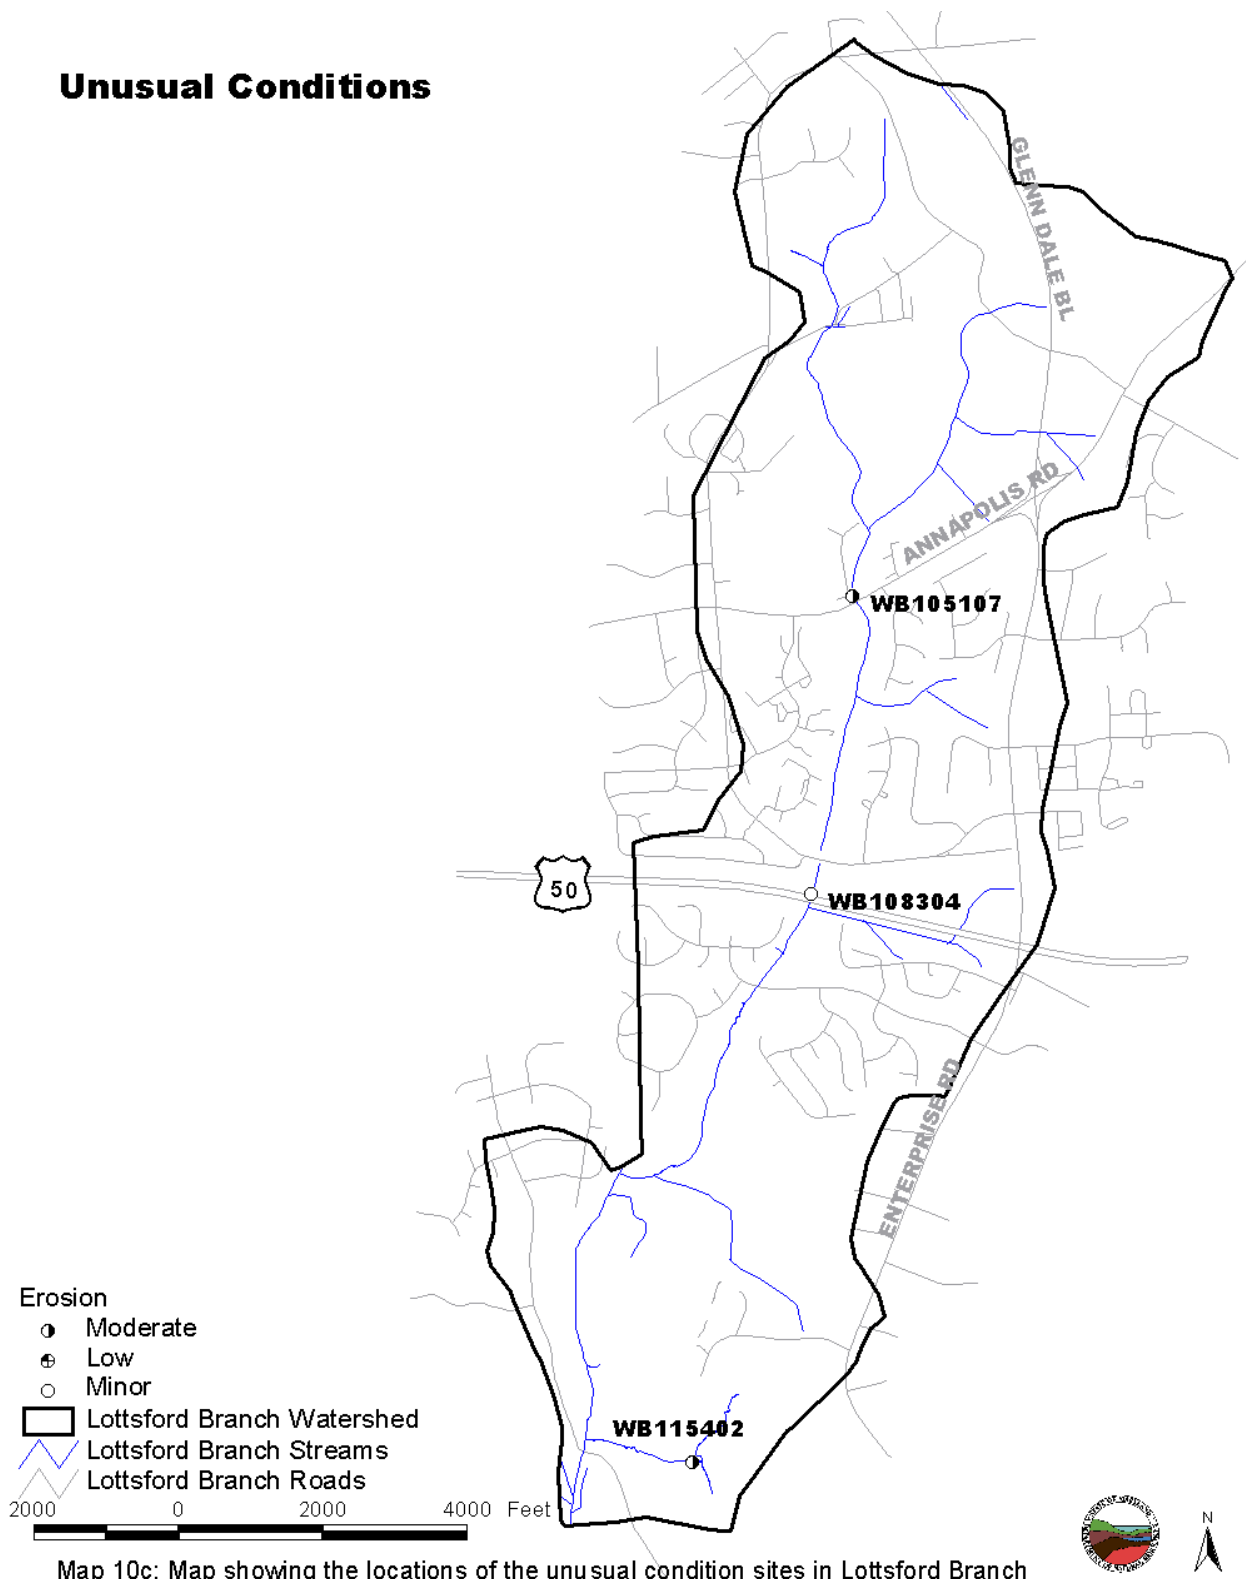 Unusual Conditions
GLENN DALE BL
ANNAPOLIS RD
WB105107
50
WB108304
ENTERPRISE RD
WB115402
Erosion
Moderate
Low
Minor
Lottsford Branch Watershed
Lottsford Branch Streams
Lottsford Branch Roads
2000 0 2000 4000 Feet
N
Map 10c: Map showing the locations of the unusual condition sites in Lottsford Branch